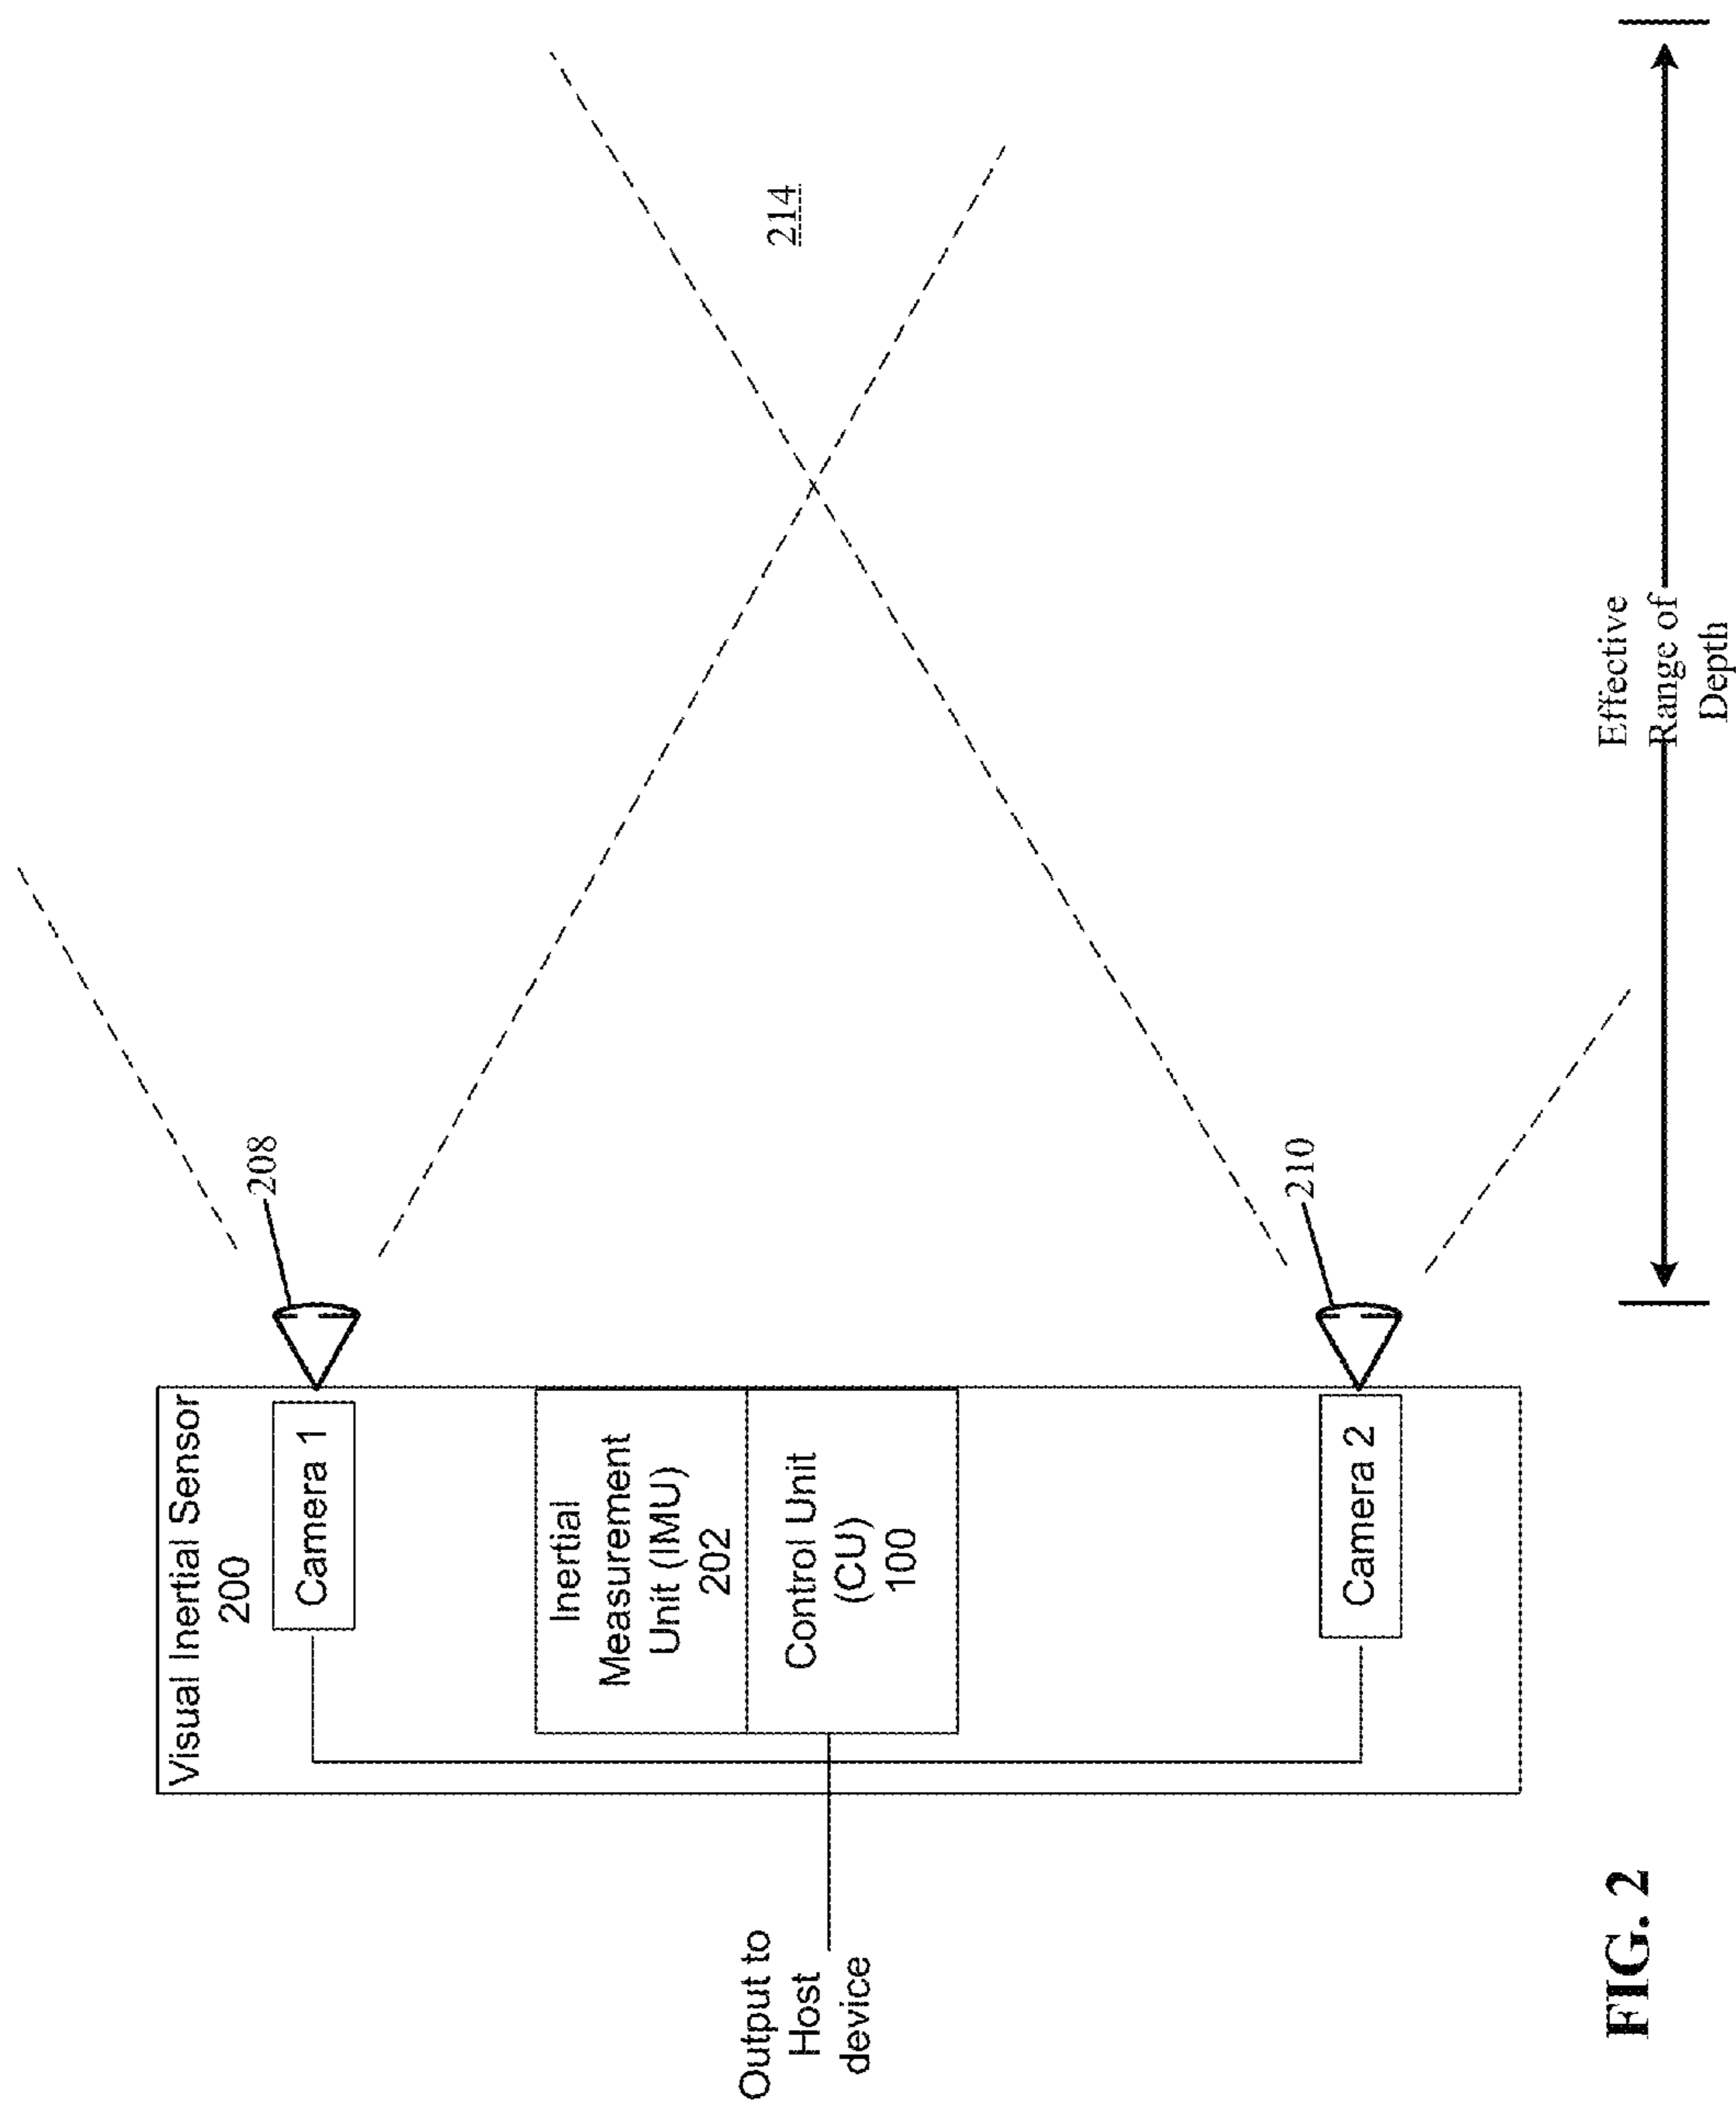 Visual Inertial Sensor
200
Camera 1
208
Inertial
Measurement
Unit (IMU)
202
Control Unit
(CU)
100
Output to
Host
device
214
Camera 2
210
Effective
Range of
Depth
FIG. 2